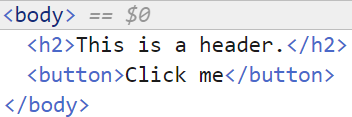 <body> == $0
<h2>This is a header.</h2>
<button>Click me</button>
</body>